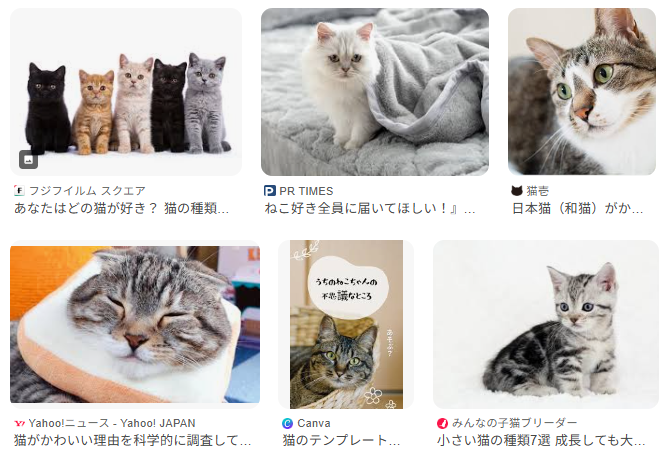 フジフイルム スクエア
あなたはどの猫が好き？ 猫の種類...
PR TIMES
ねこ好き全員に届いてほしい！』...
猫壱
日本猫（和猫）がか...
うちのねこちゃんの
不思議なところ
あそぶ？
Yahoo!ニュース - Yahoo! JAPAN
猫がかわいい理由を科学的に調査して...
Canva
猫のテンプレート...
みんなの子猫ブリーダー
小さい猫の種類7選 成長しても大...